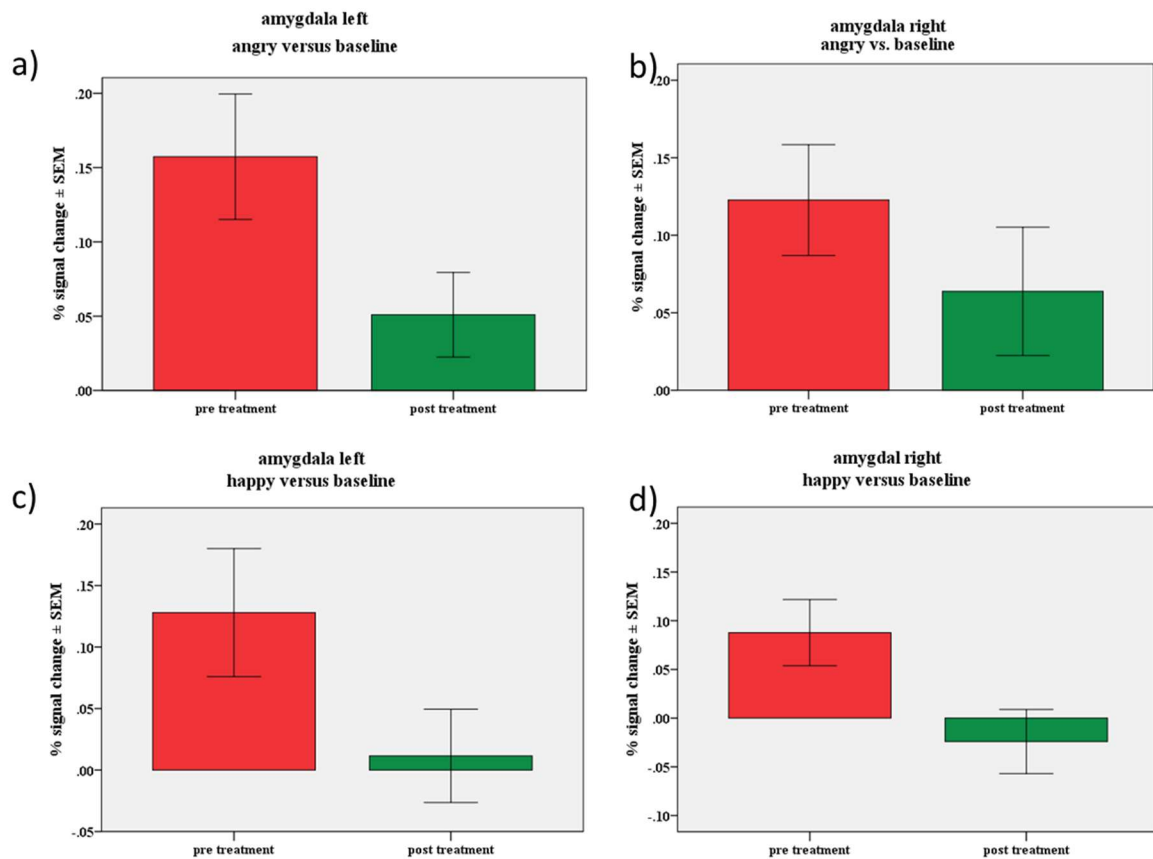 a)
amygdala left
angry versus baseline
% signal change ± SEM
.20
.15
.10
.05
.00
pre treatment
post treatment
b)
amygdala right
angry vs. baseline
% signal change ± SEM
.20
.15
.10
.05
.00
pre treatment
post treatment
c)
amygdala left
happy versus baseline
% signal change ± SEM
.20
.15
.10
.05
.00
-.05
pre treatment
post treatment
d)
amygdal right
happy versus baseline
% signal change ± SEM
.20
.15
.10
.05
.00
-.05
-.10
pre treatment
post treatment